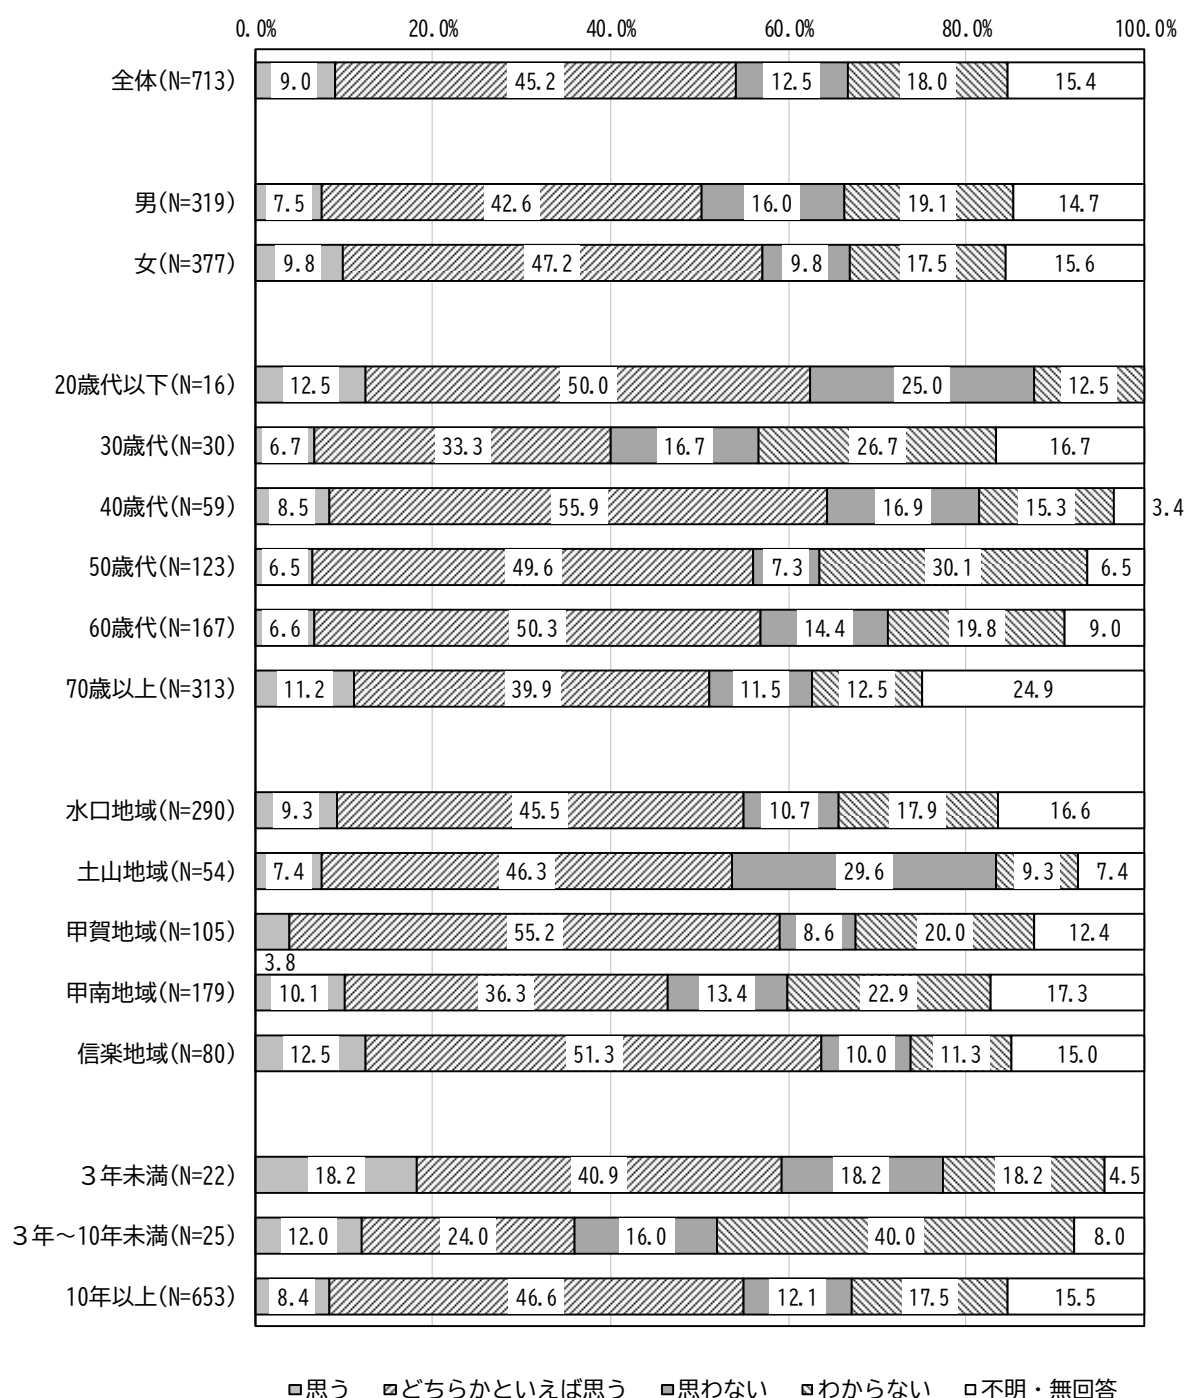 0.0% 20.0% 40.0% 60.0% 80.0% 100.0%
全体(N=713) 9.0 45.2 12.5 18.0 15.4
男(N=319) 7.5 42.6 16.0 19.1 14.7
女(N=377) 9.8 47.2 9.8 17.5 15.6
20歳代以下(N=16) 12.5 50.0 25.0 12.5
30歳代(N=30) 6.7 33.3 16.7 26.7 16.7
40歳代(N=59) 8.5 55.9 16.9 15.3 3.4
50歳代(N=123) 6.5 49.6 7.3 30.1 6.5
60歳代(N=167) 6.6 50.3 14.4 19.8 9.0
70歳以上(N=313) 11.2 39.9 11.5 12.5 24.9
水口地域(N=290) 9.3 45.5 10.7 17.9 16.6
土山地域(N=54) 7.4 46.3 29.6 9.3 7.4
甲賀地域(N=105) 55.2 8.6 20.0 12.4
3.8
甲南地域(N=179) 10.1 36.3 13.4 22.9 17.3
信楽地域(N=80) 12.5 51.3 10.0 11.3 15.0
３年未満(N=22) 18.2 40.9 18.2 18.2 4.5
３年～10年未満(N=25) 12.0 24.0 16.0 40.0 8.0
10年以上(N=653) 8.4 46.6 12.1 17.5 15.5
思う どちらかといえば思う 思わない わからない 不明・無回答